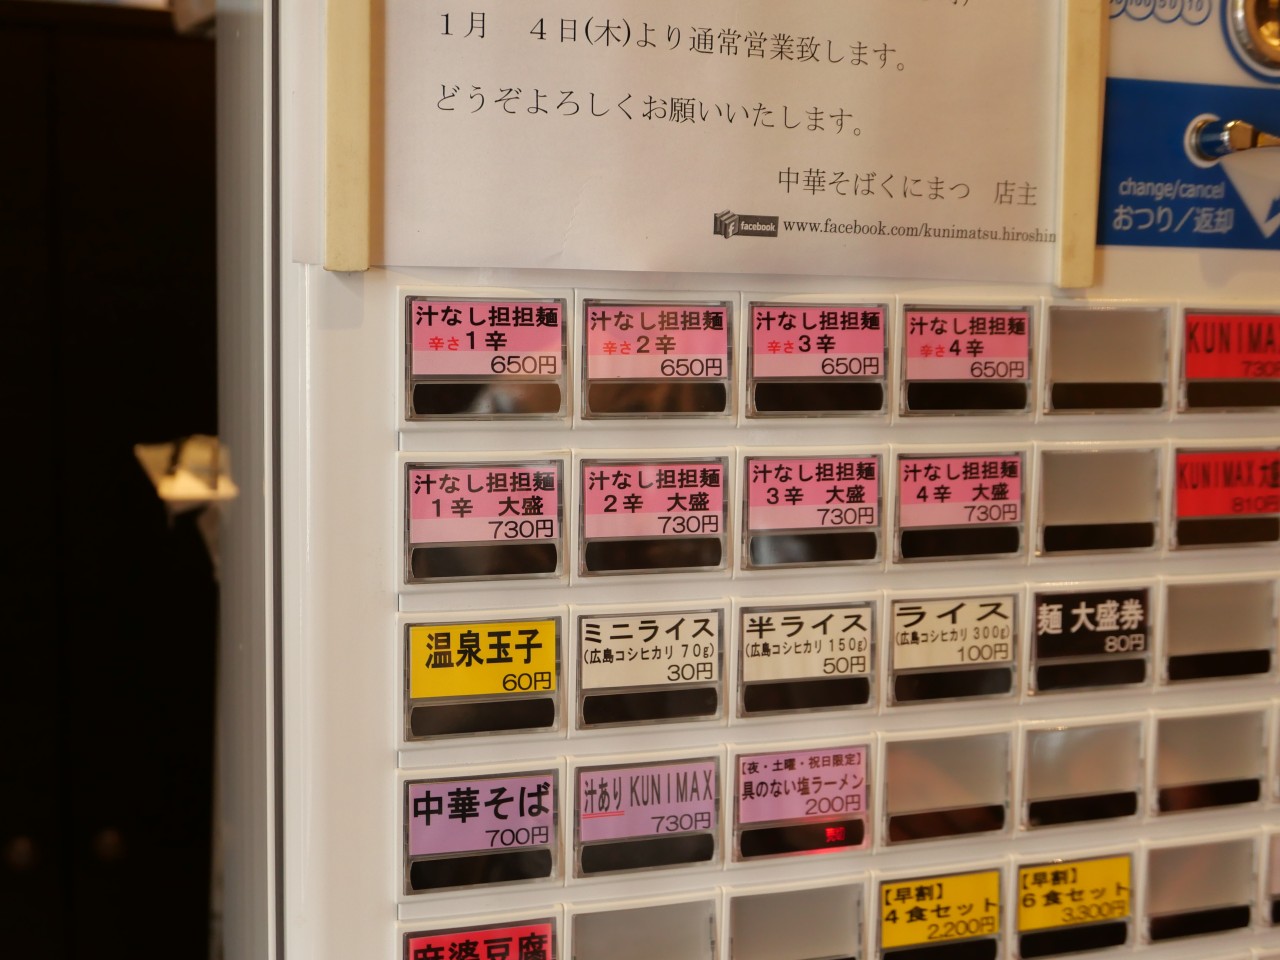 1月 4日(木)より通常営業致します。
どうぞよろしくお願いいたします。
中華そばくにまつ 店主
facebook www.facebook.com/kunimatsu.hiroshim
change/cancel
おつり／返却
汁なし担担麺
辛さ1辛
650円
汁なし担担麺
辛さ2辛
650円
汁なし担担麺
辛さ3辛
650円
汁なし担担麺
辛さ4辛
650円
KUNIMAX
730円
汁なし担担麺
1辛 大盛
730円
汁なし担担麺
2辛 大盛
730円
汁なし担担麺
3辛 大盛
730円
汁なし担担麺
4辛 大盛
730円
KUNIMAX 大盛
810円
温泉玉子
60円
ミニライス
(広島コシヒカリ 70g)
30円
半ライス
(広島コシヒカリ 150g)
50円
ライス
(広島コシヒカリ 300g)
100円
麺 大盛券
80円
中華そば
700円
汁あり KUNIMAX
730円
【夜・土曜・祝日限定】
具のない塩ラーメン
200円
【早割】
4食セット
2,200円
【早割】
6食セット
3,300円
麻婆豆腐